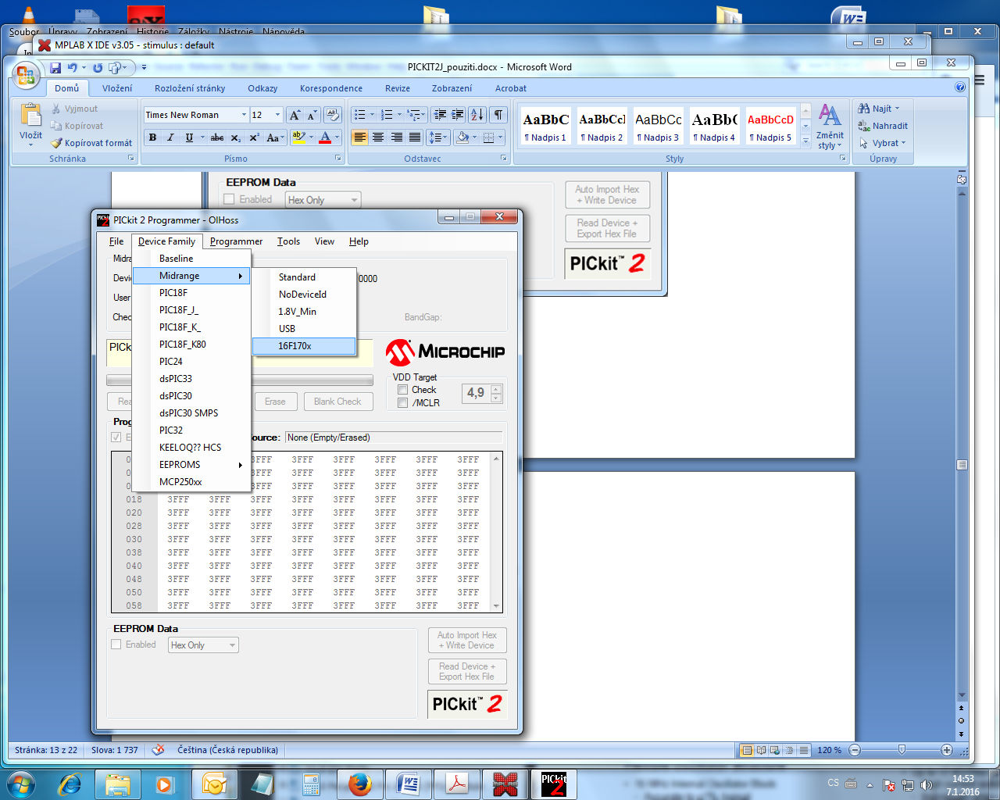 Soubor Úpravy Zobrazení Historie Záložky Nástroje Nápověda
MPLAB X IDE v3.05 - stimulus : default
PICKIT2J_pouziti.docx - Microsoft Word
Domů Vložení Rozložení stránky Odkazy Korespondence Revize Zobrazení Acrobat
Vložit
Vyjmout
Kopírovat
Kopírovat formát
Schránka
Times New Roman 12
Písmo
Odstavec
AaBbC AaBbCcI AaBbCc AaBb( AaBbCcD
¶ Nadpis 1 ¶ Nadpis 2 ¶ Nadpis 3 ¶ Nadpis 4 ¶ Nadpis 5
Změnit
styly
Styly
Najít
Nahradit
Vybrat
Úpravy
EEPROM Data
Enabled Hex Only
Auto Import Hex
+ Write Device
Read Device +
Export Hex File
PICkit™ 2
PICkit 2 Programmer - OlHoss
File Device Family Programmer Tools View Help
Baseline
Midrange
PIC18F
PIC18F_J_
PIC18F_K_
PIC18F_K80
PIC24
dsPIC33
dsPIC30
dsPIC30 SMPS
PIC32
KEELOQ?? HCS
EEPROMS
MCP250xx
Standard
NoDeviceId
1.8V_Min
USB
16F170x
Midra
Devic
0000
User
Chec
BandGap:
PICki
MICROCHIP
VDD Target
Check
/MCLR
4,9
Rea
Erase
Blank Check
Prog
E
Source: None (Empty/Erased)
0 3FFF 3FFF 3FFF 3FFF 3FFF 3FFF
0 3FFF 3FFF 3FFF 3FFF 3FFF 3FFF
0 3FFF 3FFF 3FFF 3FFF 3FFF 3FFF
018 3FFF 3FFF 3FFF 3FFF 3FFF 3FFF 3FFF 3FFF
020 3FFF 3FFF 3FFF 3FFF 3FFF 3FFF 3FFF 3FFF
028 3FFF 3FFF 3FFF 3FFF 3FFF 3FFF 3FFF 3FFF
030 3FFF 3FFF 3FFF 3FFF 3FFF 3FFF 3FFF 3FFF
038 3FFF 3FFF 3FFF 3FFF 3FFF 3FFF 3FFF 3FFF
040 3FFF 3FFF 3FFF 3FFF 3FFF 3FFF 3FFF 3FFF
048 3FFF 3FFF 3FFF 3FFF 3FFF 3FFF 3FFF 3FFF
050 3FFF 3FFF 3FFF 3FFF 3FFF 3FFF 3FFF 3FFF
058 3FFF 3FFF 3FFF 3FFF 3FFF 3FFF 3FFF 3FFF
EEPROM Data
Enabled Hex Only
Auto Import Hex
+ Write Device
Read Device +
Export Hex File
PICkit™ 2
Stránka: 13 z 22 Slova: 1 737 Čeština (Česká republika) 120 %
CS
14:53
7.1.2016